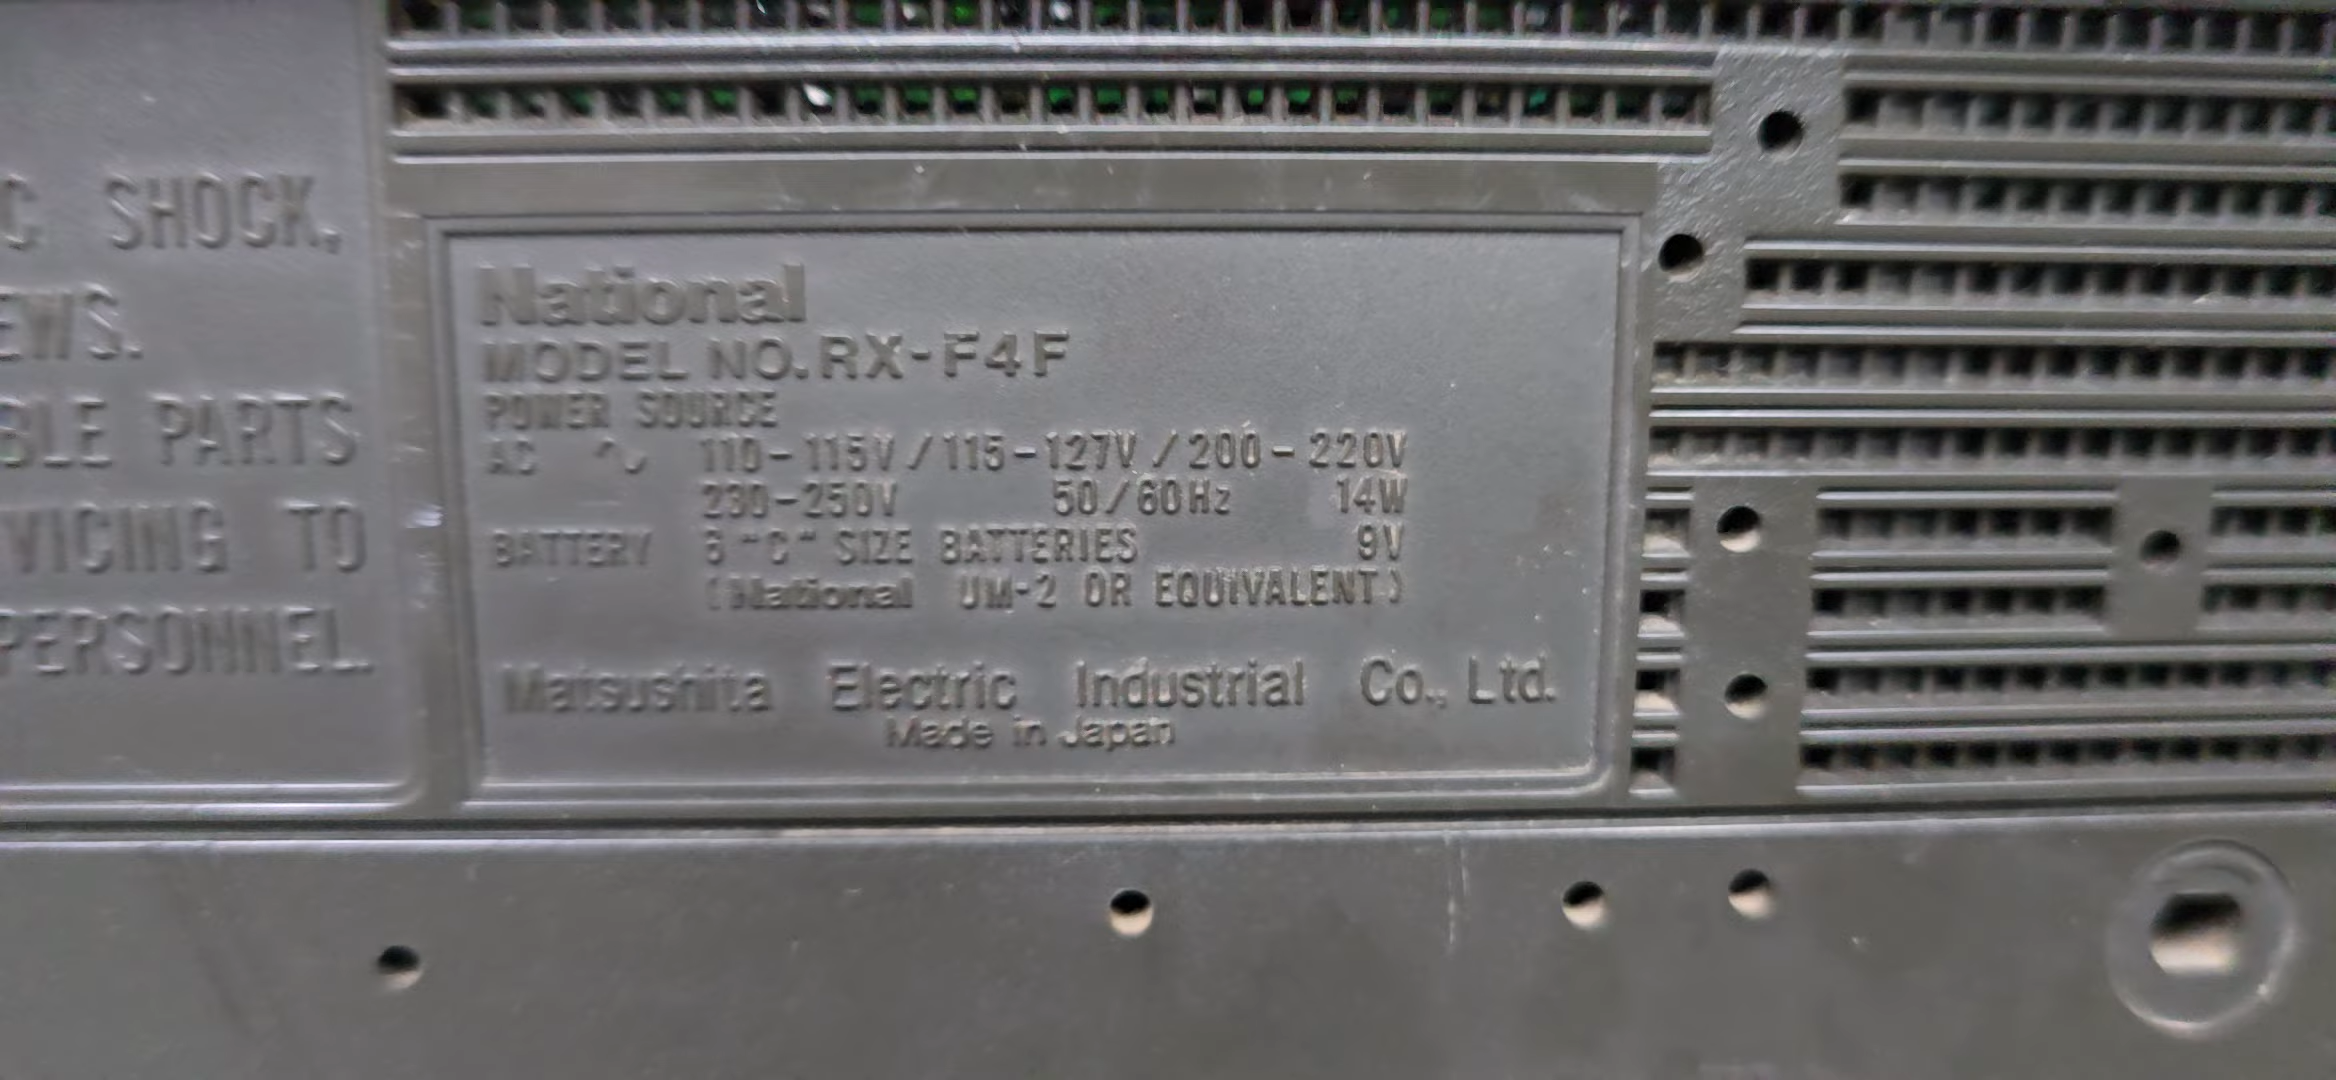 C SHOCK,
EWS.
BLE PARTS
VICING TO
PERSONNEL.
National
MODEL NO. RX-F4F
POWER SOURCE
AC ~ 110-115V/115-127V/200-220V
230-250V 50/60Hz 14W
BATTERY 6 "C" SIZE BATTERIES 9V
(National UM-2 OR EQUIVALENT)
Matsushita Electric Industrial Co., Ltd.
Made in Japan